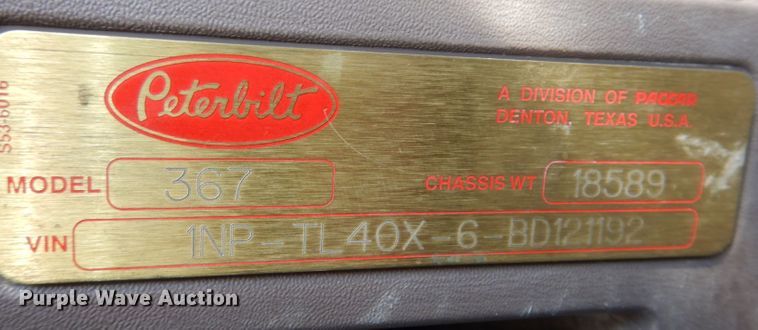 S53-6016
Peterbilt
A DIVISION OF PACCAR
DENTON, TEXAS U.S.A.
MODEL 367 CHASSIS WT 18589
VIN 1NP-TL40X-6-BD121192
Purple Wave Auction